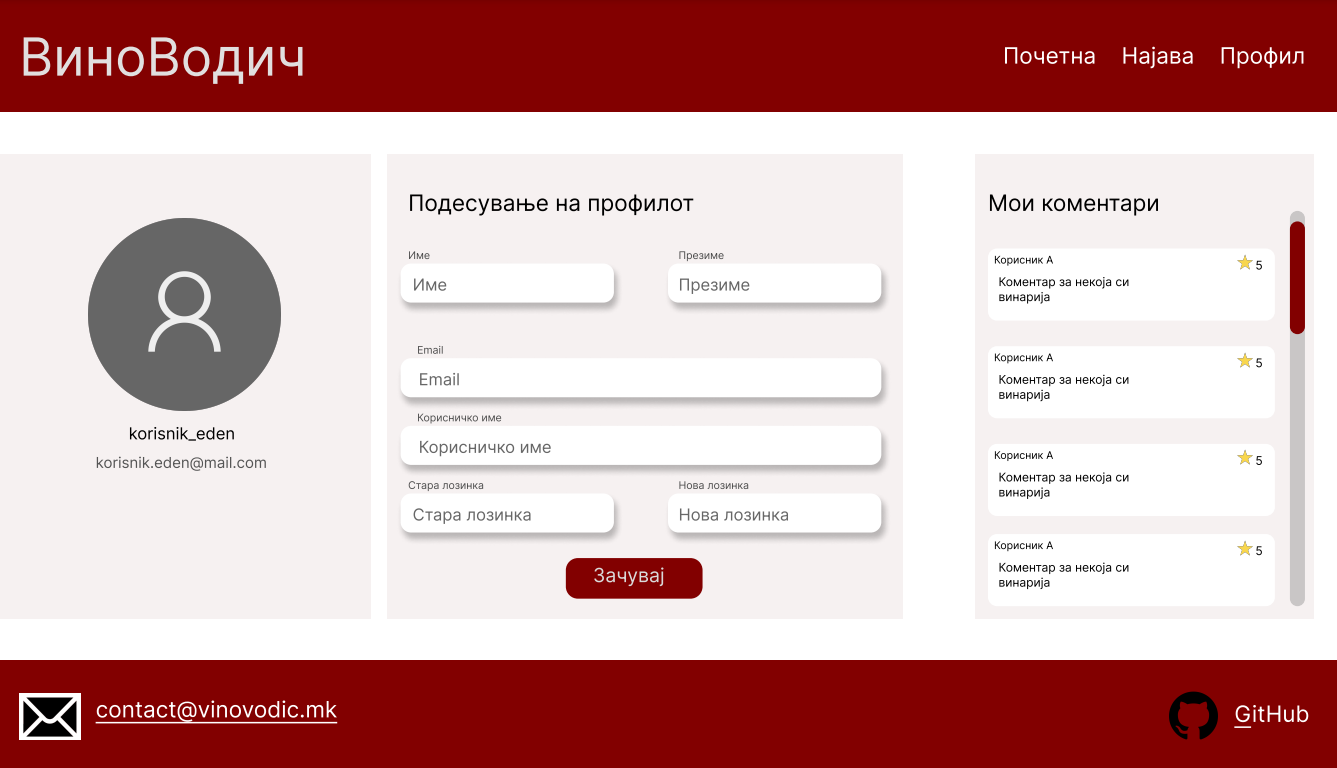 ВиноВодич
Почетна Најава Профил
korisnik_eden
korisnik.eden@mail.com
Подесување на профилот
Име Презиме
Име Презиме
Email
Email
Корисничко име
Корисничко име
Стара лозинка Нова лозинка
Стара лозинка Нова лозинка
Зачувај
Мои коментари
Корисник А 5
Коментар за некоја си
винарија
Корисник А 5
Коментар за некоја си
винарија
Корисник А 5
Коментар за некоја си
винарија
Корисник А 5
Коментар за некоја си
винарија
contact@vinovodic.mk
GitHub